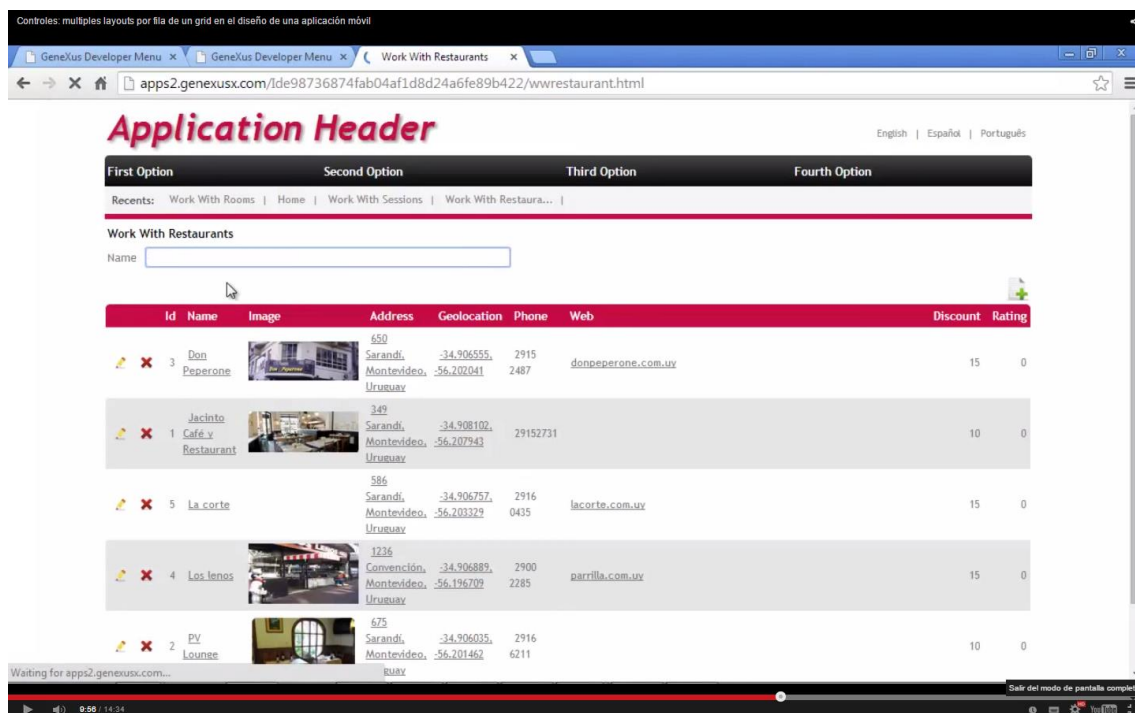 Controles: multiples layouts por fila de un grid en el diseño de una aplicación móvil
GeneXus Developer Menu × GeneXus Developer Menu × Work With Restaurants ×
apps2.genexusx.com/Ide98736874fab04af1d8d24a6fe89b422/wwrestaurant.html
Application Header
English | Español | Português
First Option Second Option Third Option Fourth Option
Recents: Work With Rooms | Home | Work With Sessions | Work With Restaura... |
Work With Restaurants
Name
Id Name Image Address Geolocation Phone Web Discount Rating
650
Sarandí,
Montevideo,
Uruguay
3 Don
Peperone
-34.906555,
-56.202041
2915
2487
donpeperone.com.uy 15 0
349
Sarandí,
Montevideo,
Uruguay
1 Jacinto
Café y
Restaurant
-34.908102,
-56.207943
29152731 10 0
586
Sarandí,
Montevideo,
Uruguay
5 La corte
-34.906757,
-56.203329
2916
0435
lacorte.com.uy 15 0
1236
Convención,
Montevideo,
Uruguay
4 Los lenos
-34.906889,
-56.196709
2900
2285
parrilla.com.uy 15 0
675
Sarandí,
Montevideo,
2 PV
Lounge
-34.906035,
-56.201462
2916
6211
10 0
Waiting for apps2.genexusx.com...
Salir del modo de pantalla complet
9:56 / 14:34
YouTube